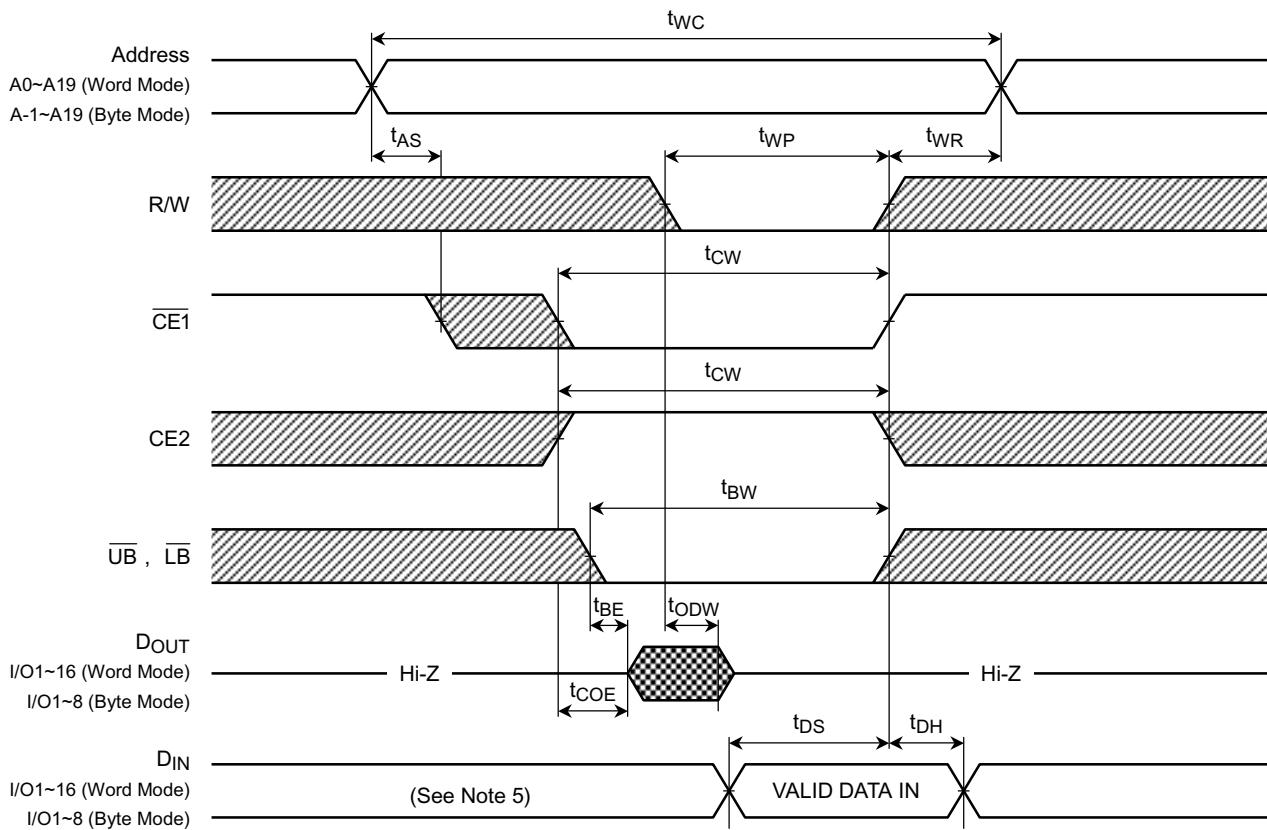 tWC
Address
A0~A19 (Word Mode)
A-1~A19 (Byte Mode)
tAS
tWP
tWR
R/W
tCW
CE1
tCW
CE2
tBW
UB , LB
tBE
tODW
DOUT
I/O1~16 (Word Mode)
Hi-Z
Hi-Z
I/O1~8 (Byte Mode)
tCOE
tDS
tDH
DIN
I/O1~16 (Word Mode)
(See Note 5)
VALID DATA IN
I/O1~8 (Byte Mode)